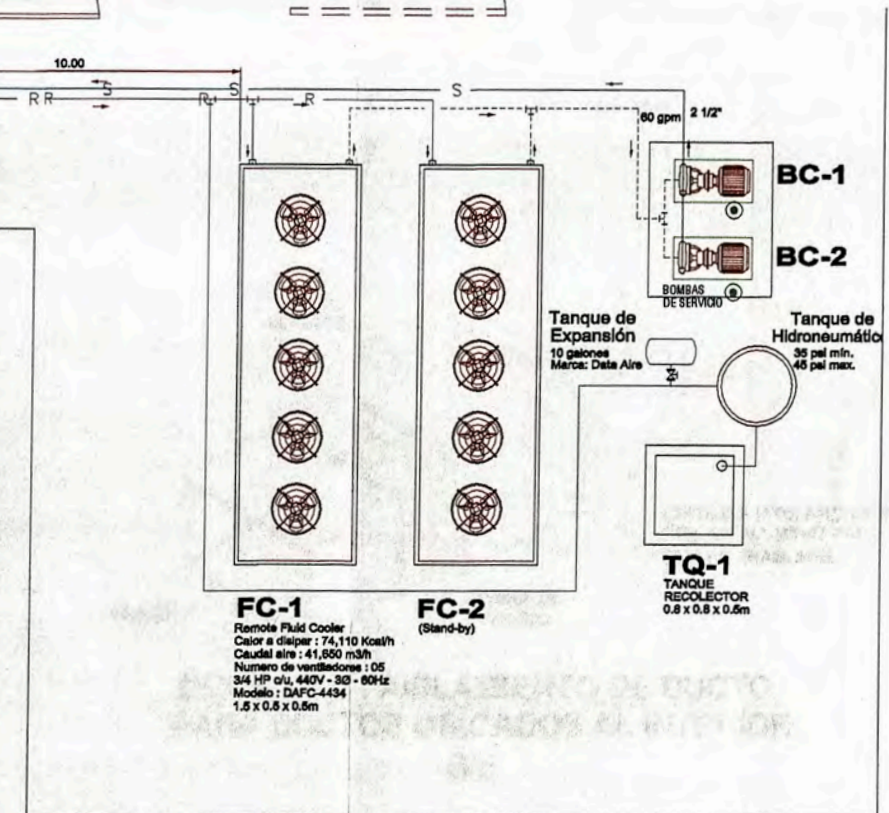 10.00
S
S
S
R R
R
R
60 gpm
2 1/2"
BC-1
BC-2
BOMBAS
DE SERVICIO
Tanque de
Expansión
10 galones
Marca: Data Aire
Tanque de
Hidroneumático
35 psi mín.
45 psi max.
TQ-1
TANQUE
RECOLECTOR
0.8 x 0.8 x 0.5m
FC-1
Remote Fluid Cooler
Calor a disipar : 74,110 Kcal/h
Caudal aire : 41,650 m3/h
Numero de ventiladores : 05
3/4 HP c/u, 440V - 3Ø - 60Hz
Modelo : DAFC-4434
1.5 x 0.5 x 0.5m
FC-2
(Stand-by)